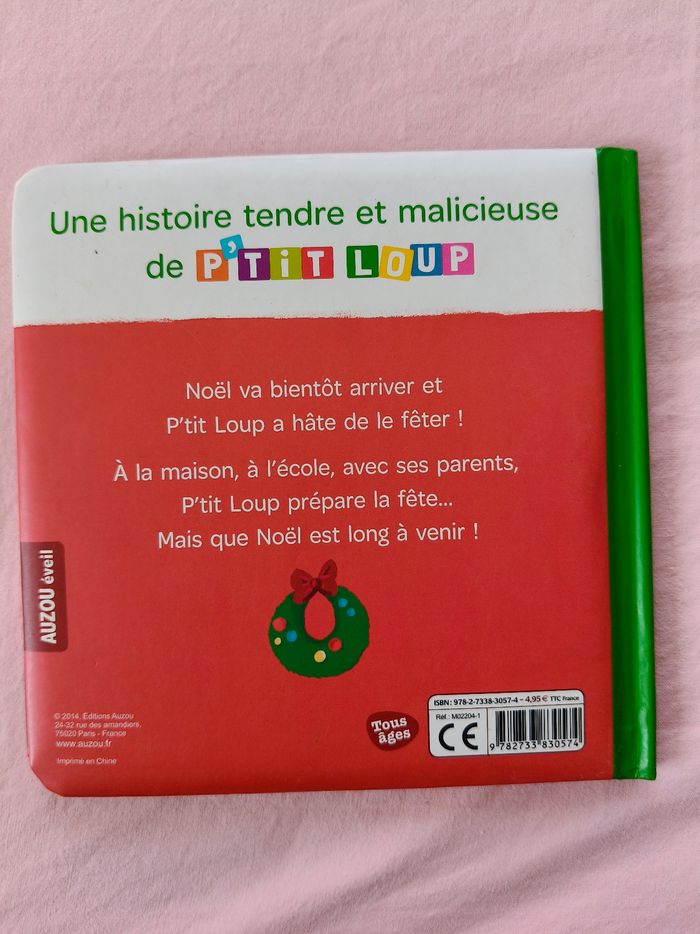 Une histoire tendre et malicieuse
de P'TiT LOUP
Noël va bientôt arriver et
P'tit Loup a hâte de le fêter !
À la maison, à l'école, avec ses parents,
P'tit Loup prépare la fête...
Mais que Noël est long à venir !
AUZOU éveil
© 2014, Éditions Auzou
24-32 rue des amandiers,
75020 Paris - France
www.auzou.fr
Imprimé en Chine
Tous
âges
ISBN : 978-2-7338-3057-4 – 4,95 € TTC France
Réf.: M02204-1
CE
9 782733 830574